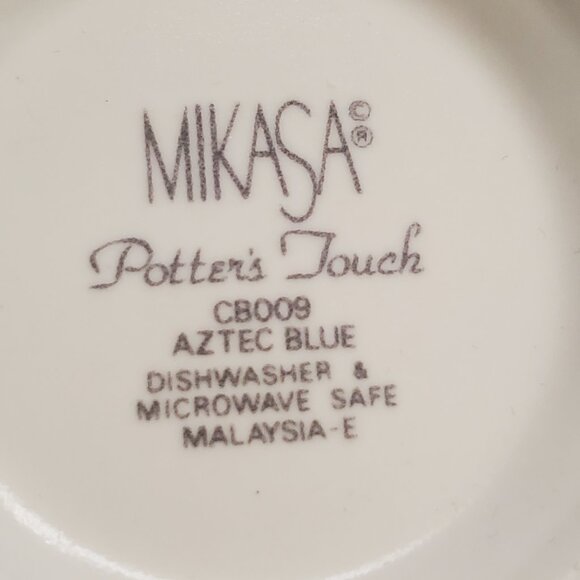 MIKASA©®
Potter's Touch
CB009
AZTEC BLUE
DISHWASHER &
MICROWAVE SAFE
MALAYSIA-E